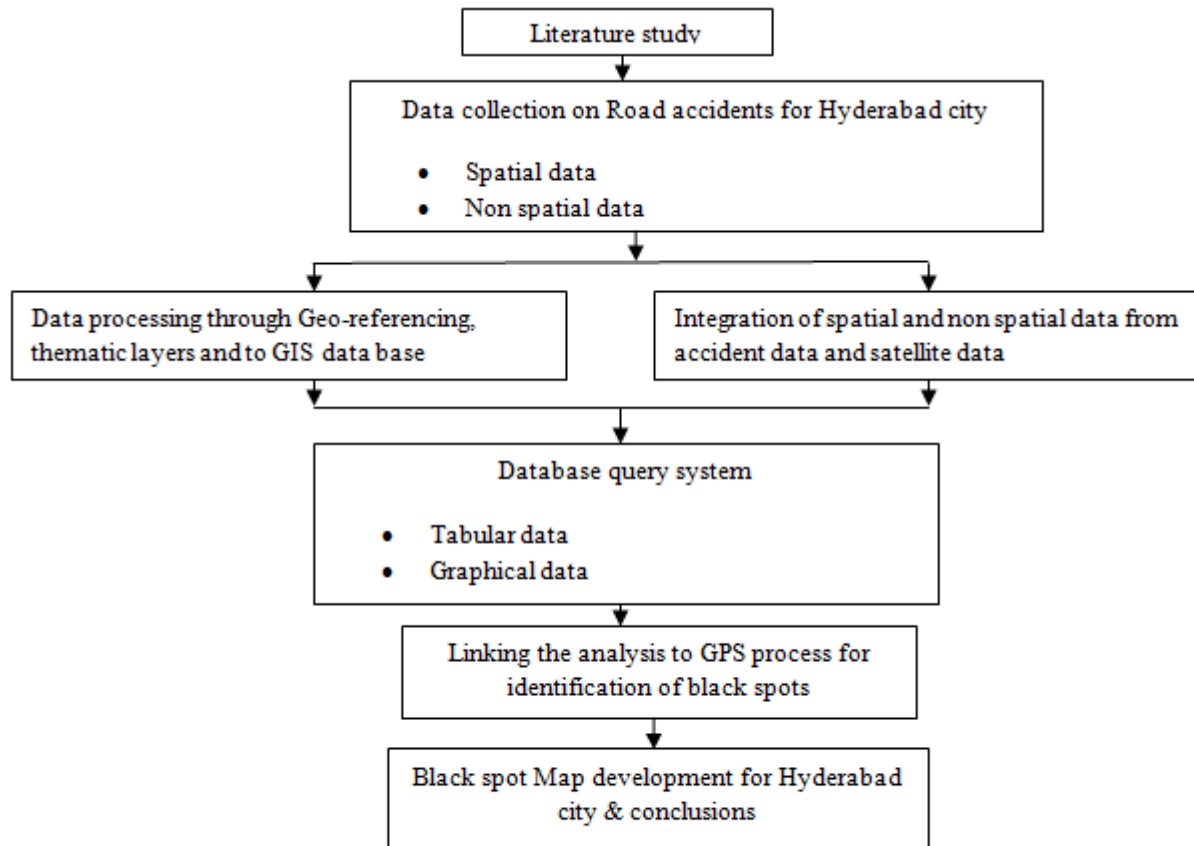 Literature study
Data collection on Road accidents for Hyderabad city
• Spatial data
• Non spatial data
Data processing through Geo-referencing,
thematic layers and to GIS data base
Integration of spatial and non spatial data from
accident data and satellite data
Database query system
• Tabular data
• Graphical data
Linking the analysis to GPS process for
identification of black spots
Black spot Map development for Hyderabad
city & conclusions